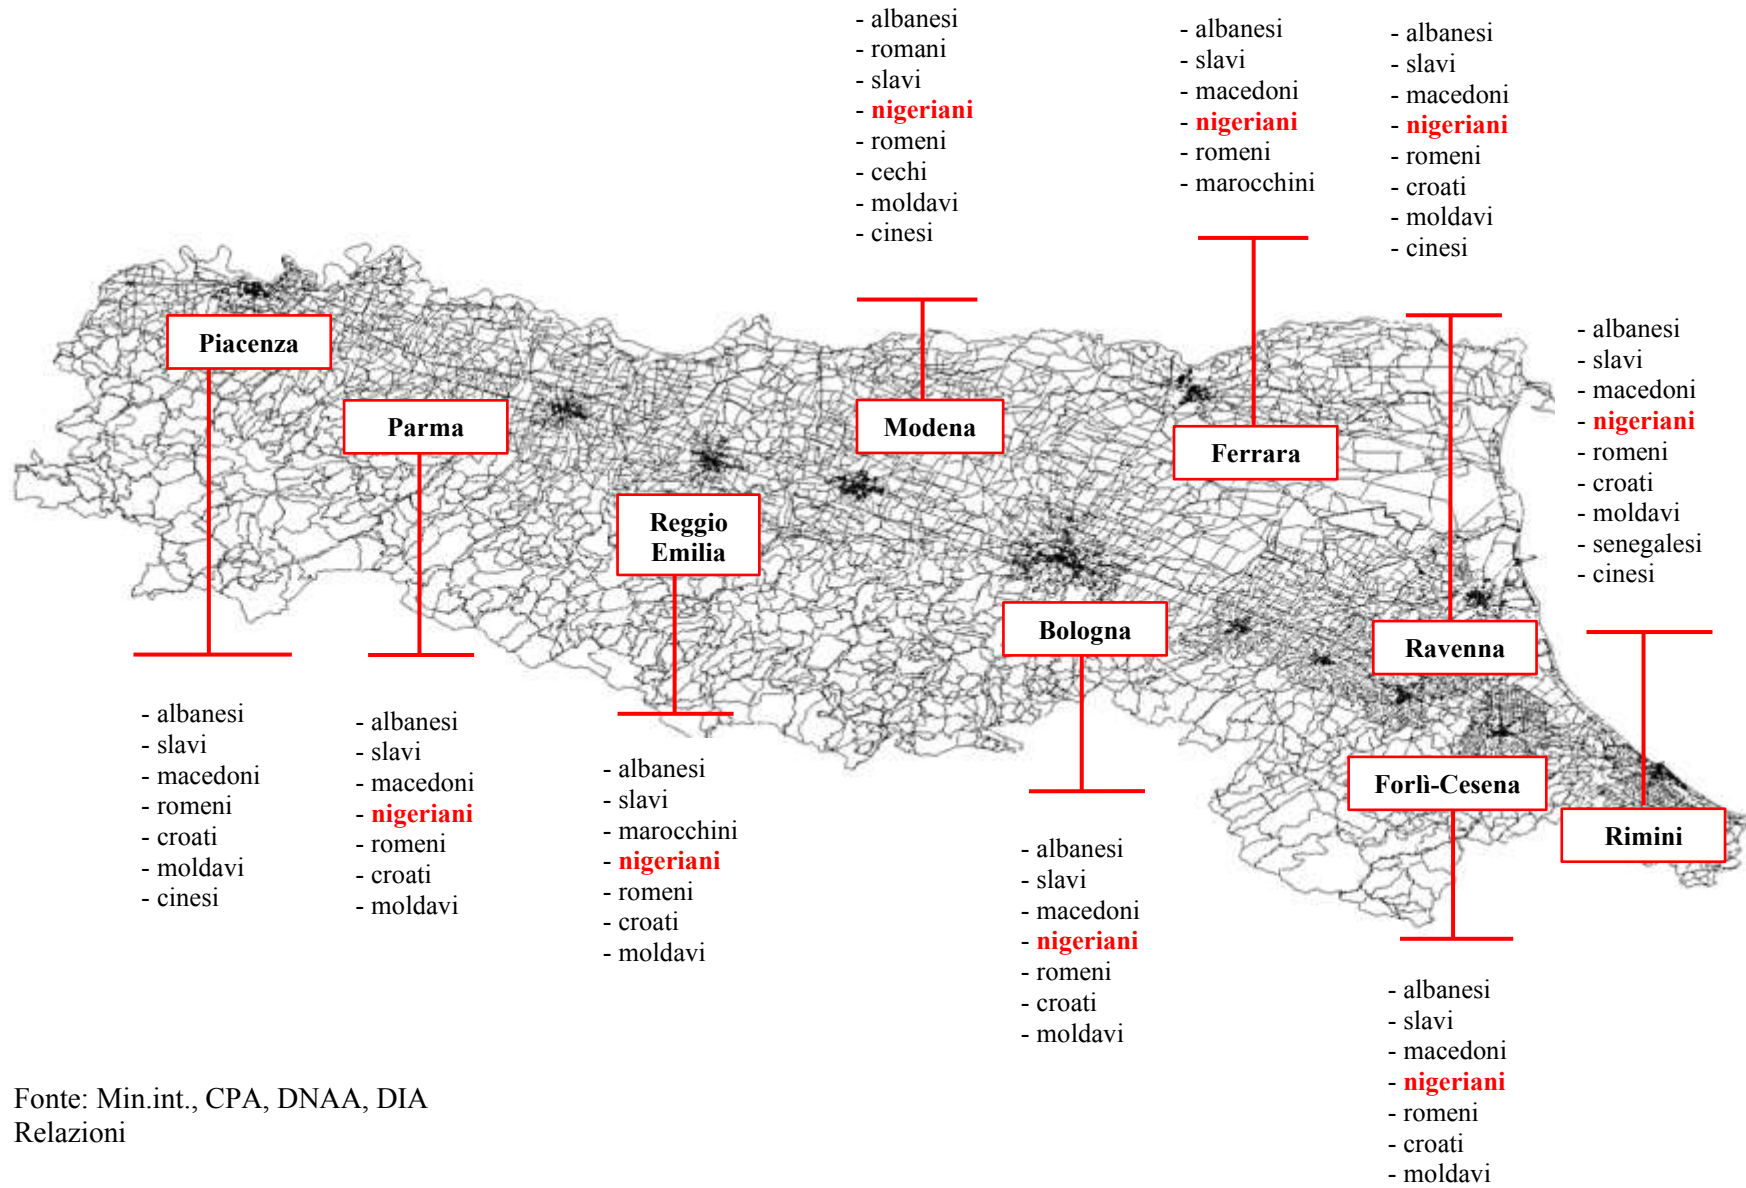 - albanesi
- romani
- slavi
- nigeriani
- romeni
- cechi
- moldavi
- cinesi
- albanesi
- slavi
- macedoni
- nigeriani
- romeni
- marocchini
- albanesi
- slavi
- macedoni
- nigeriani
- romeni
- croati
- moldavi
- cinesi
- albanesi
- slavi
- macedoni
- nigeriani
- romeni
- croati
- moldavi
- senegalesi
- cinesi
Piacenza
Parma
Modena
Ferrara
Reggio
Emilia
Bologna
Ravenna
Forlì-Cesena
Rimini
- albanesi
- slavi
- macedoni
- romeni
- croati
- moldavi
- cinesi
- albanesi
- slavi
- macedoni
- nigeriani
- romeni
- croati
- moldavi
- albanesi
- slavi
- marocchini
- nigeriani
- romeni
- croati
- moldavi
- albanesi
- slavi
- macedoni
- nigeriani
- romeni
- croati
- moldavi
- albanesi
- slavi
- macedoni
- nigeriani
- romeni
- croati
- moldavi
Fonte: Min.int., CPA, DNAA, DIA
Relazioni